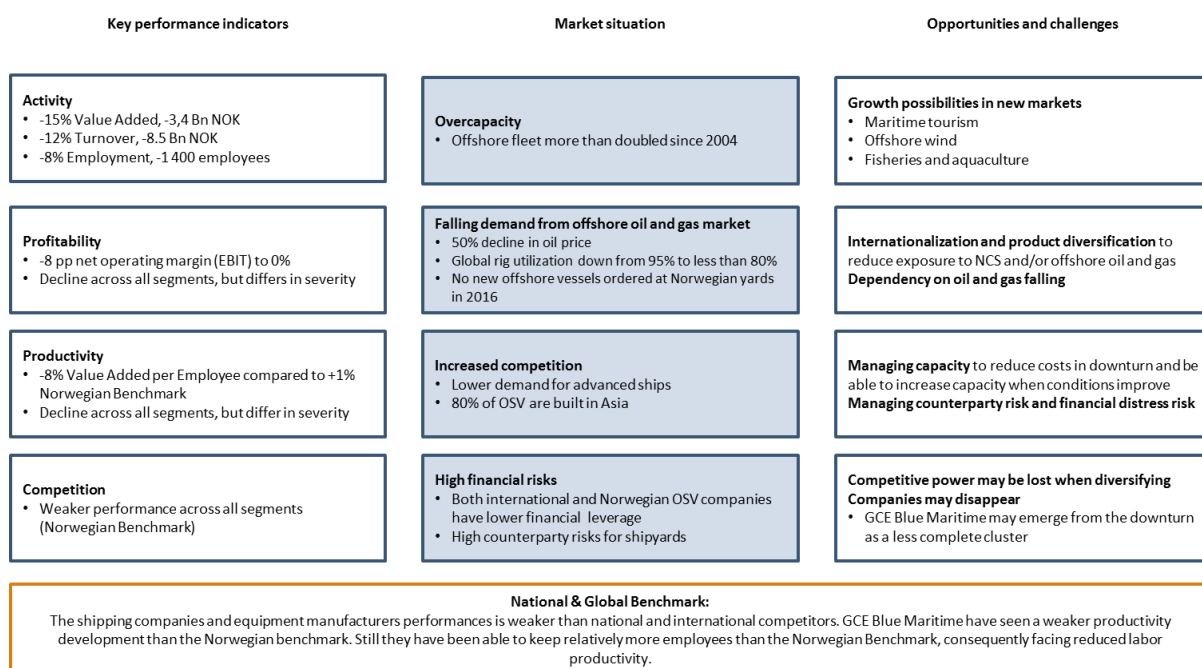 Key performance indicators
Market situation
Opportunities and challenges
Activity
• -15% Value Added, -3,4 Bn NOK
• -12% Turnover, -8.5 Bn NOK
• -8% Employment, -1 400 employees
Overcapacity
• Offshore fleet more than doubled since 2004
Growth possibilities in new markets
• Maritime tourism
• Offshore wind
• Fisheries and aquaculture
Profitability
• -8 pp net operating margin (EBIT) to 0%
• Decline across all segments, but differs in severity
Falling demand from offshore oil and gas market
• 50% decline in oil price
• Global rig utilization down from 95% to less than 80%
• No new offshore vessels ordered at Norwegian yards
in 2016
Internationalization and product diversification to
reduce exposure to NCS and/or offshore oil and gas
Dependency on oil and gas falling
Productivity
• -8% Value Added per Employee compared to +1%
Norwegian Benchmark
• Decline across all segments, but differ in severity
Increased competition
• Lower demand for advanced ships
• 80% of OSV are built in Asia
Managing capacity to reduce costs in downturn and be
able to increase capacity when conditions improve
Managing counterparty risk and financial distress risk
Competition
• Weaker performance across all segments
(Norwegian Benchmark)
High financial risks
• Both international and Norwegian OSV companies
have lower financial leverage
• High counterparty risks for shipyards
Competitive power may be lost when diversifying
Companies may disappear
• GCE Blue Maritime may emerge from the downturn
as a less complete cluster
National & Global Benchmark:
The shipping companies and equipment manufacturers performances is weaker than national and international competitors. GCE Blue Maritime have seen a weaker productivity
development than the Norwegian benchmark. Still they have been able to keep relatively more employees than the Norwegian Benchmark, consequently facing reduced labor
productivity.